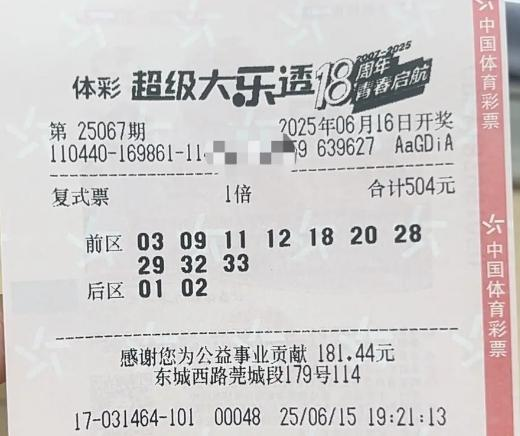 体彩 超级大乐透 18周年 2007-2025 青春启航
第 25067期 2025年06月16日开奖
110440-169861-11 59 639627 AaGDiA
复式票 1倍 合计504元
前区 03 09 11 12 18 20 28
29 32 33
后区 01 02
感谢您为公益事业贡献 181.44元
东城西路莞城段179号114
17-031464-101 00048 25/06/15 19:21:13
中国体育彩票
中国体育彩票